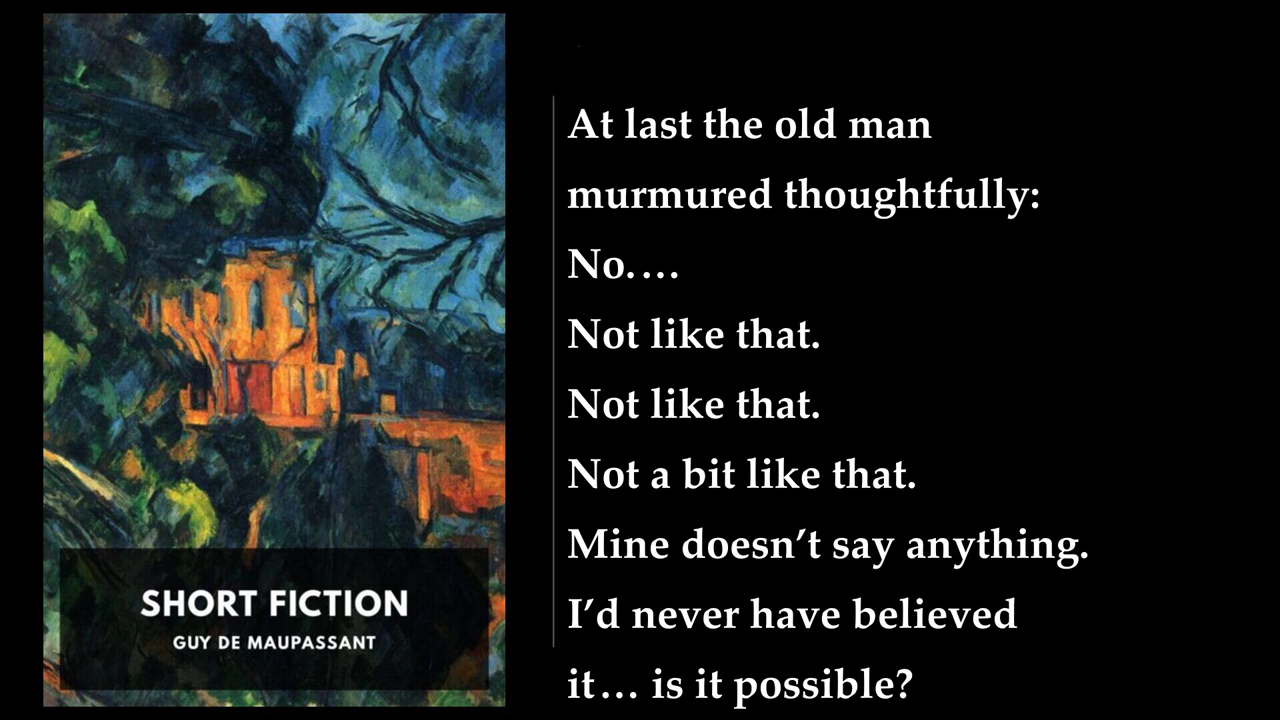 SHORT FICTION
GUY DE MAUPASSANT
At last the old man
murmured thoughtfully:
No.…
Not like that.
Not like that.
Not a bit like that.
Mine doesn’t say anything.
I’d never have believed
it… is it possible?